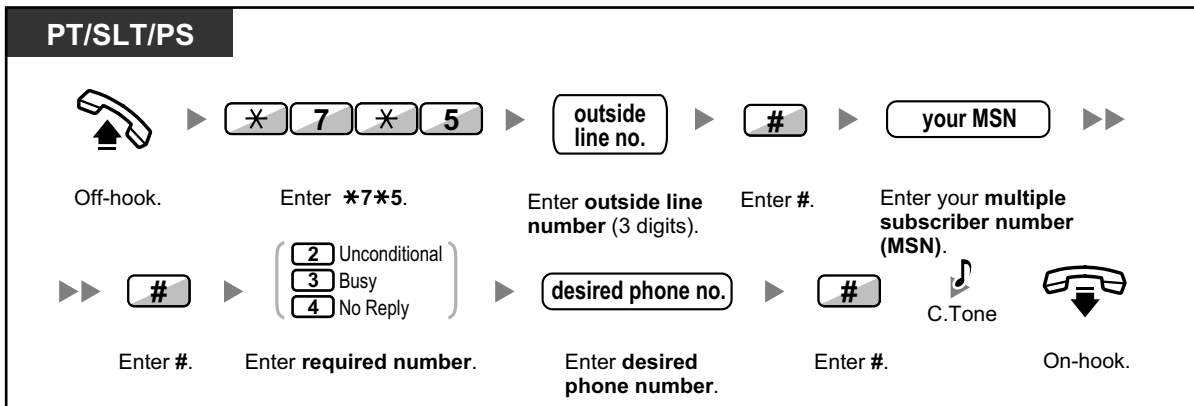 PT/SLT/PS
* 7 * 5
outside
line no.
#
your MSN
Off-hook.
Enter *7*5.
Enter outside line
number (3 digits).
Enter #.
Enter your multiple
subscriber number
(MSN).
#
2 Unconditional
3 Busy
4 No Reply
desired phone no.
#
C.Tone
Enter #.
Enter required number.
Enter desired
phone number.
Enter #.
On-hook.